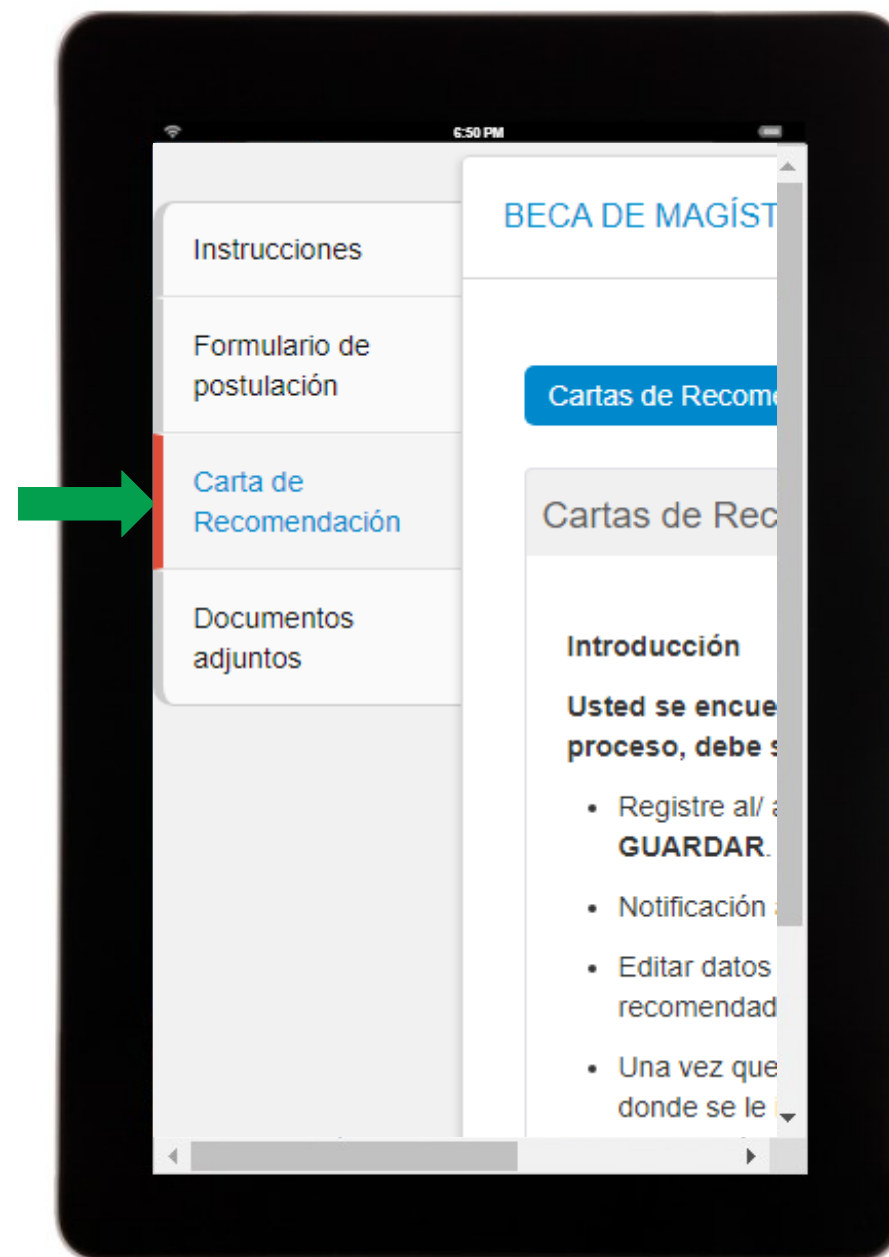 6:50 PM
Instrucciones
Formulario de
postulación
Carta de
Recomendación
Documentos
adjuntos
BECA DE MAGÍST
Cartas de Recom
Cartas de Rec
Introducción
Usted se encue
proceso, debe s
• Registre al/ a
GUARDAR.
• Notificación
• Editar datos
recomendad
• Una vez que
donde se le